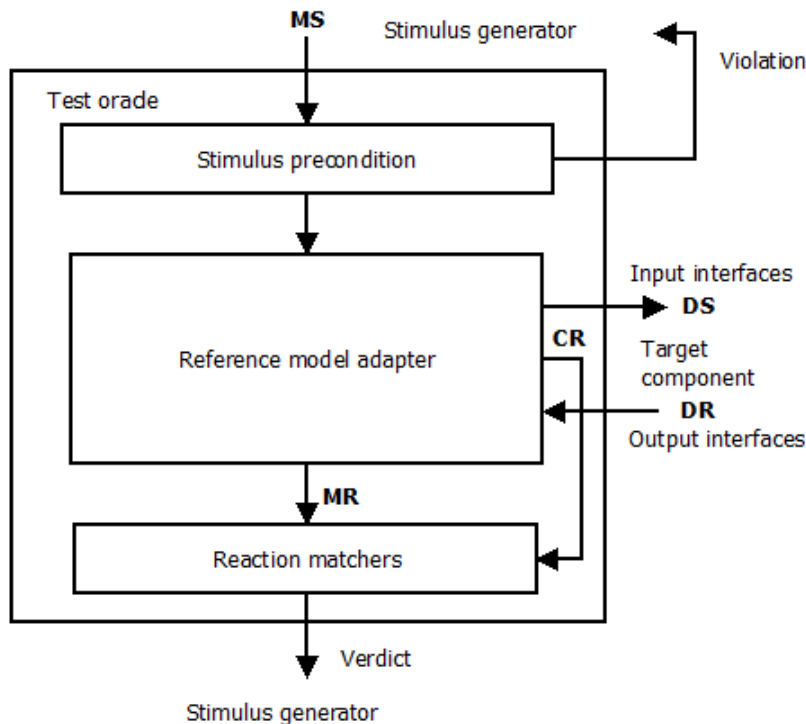 MS
Stimulus generator
Violation
Test oracle
Stimulus precondition
Input interfaces
DS
CR
Target
component
Reference model adapter
DR
Output interfaces
MR
Reaction matchers
Verdict
Stimulus generator